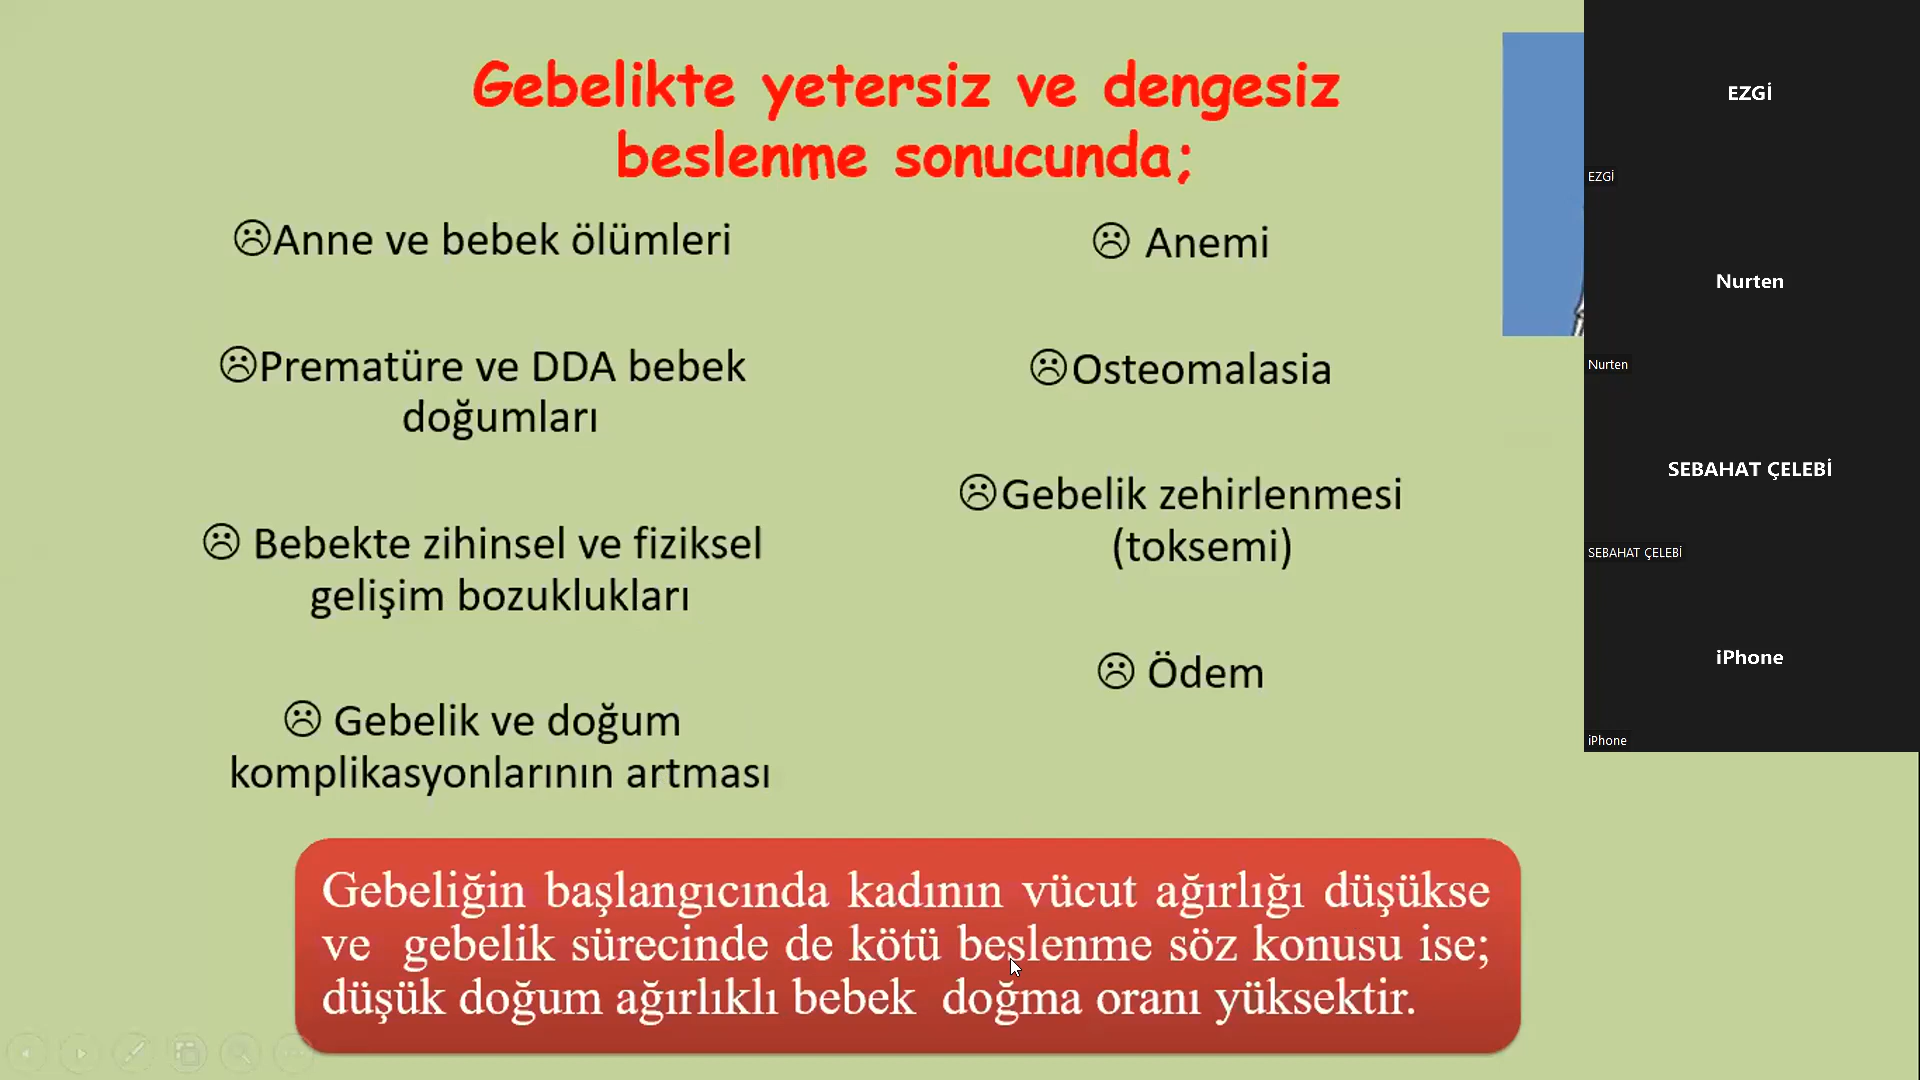 Gebelikte yetersiz ve dengesiz
beslenme sonucunda;
☹Anne ve bebek ölümleri
☹Prematüre ve DDA bebek
doğumları
☹ Bebekte zihinsel ve fiziksel
gelişim bozuklukları
☹ Gebelik ve doğum
komplikasyonlarının artması
☹ Anemi
☹Osteomalasia
☹Gebelik zehirlenmesi
(toksemi)
☹ Ödem
Gebeliğin başlangıcında kadının vücut ağırlığı düşükse
ve gebelik sürecinde de kötü beslenme söz konusu ise;
düşük doğum ağırlıklı bebek doğma oranı yüksektir.
EZGİ
EZGİ
Nurten
Nurten
SEBAHAT ÇELEBİ
SEBAHAT ÇELEBİ
iPhone
iPhone